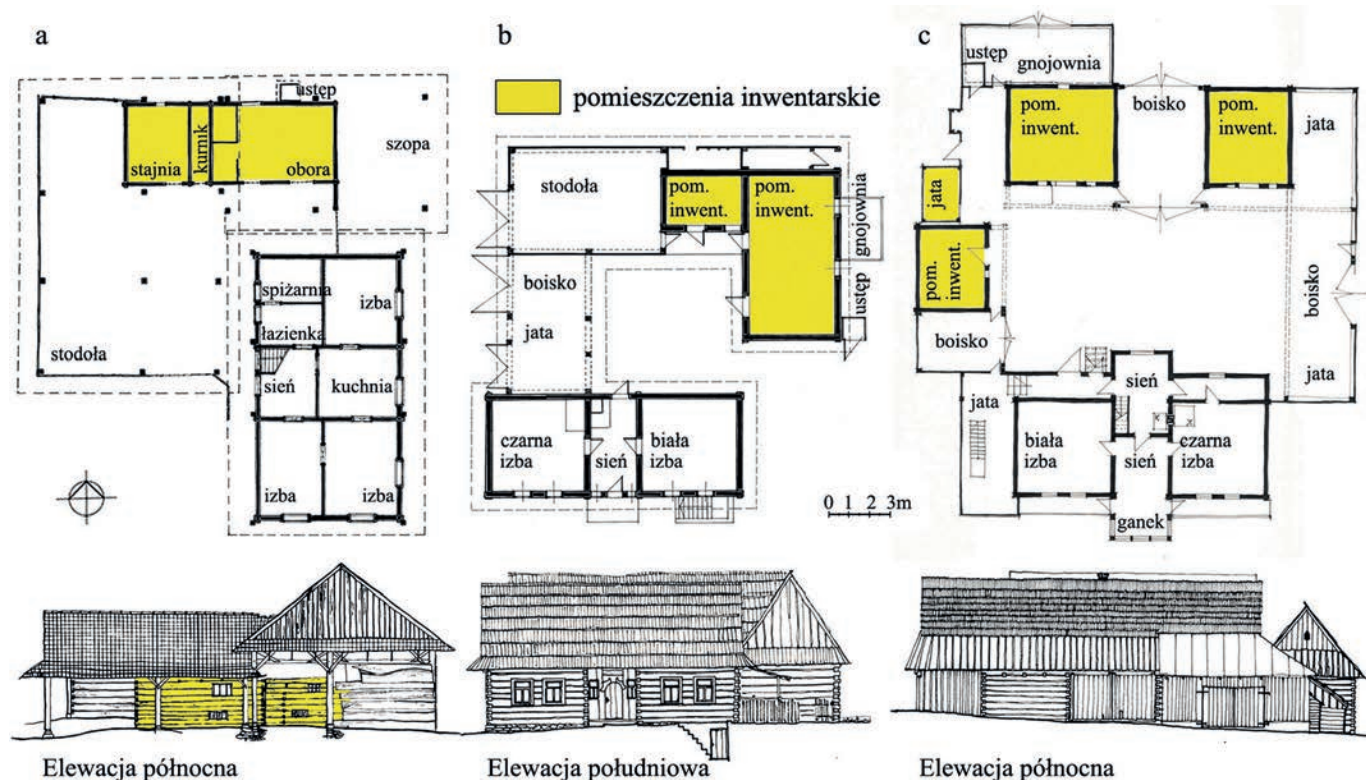 a
ustęp
stajnia
kurnik
obora
szopa
spiżarnia
izba
łazienka
sień
kuchnia
stodoła
izba
izba
Elewacja północna
b
pomieszczenia inwentarskie
stodoła
pom.
inwent.
pom.
inwent.
gnojownia
boisko
jata
ustęp
czarna
izba
sień
biała
izba
0 1 2 3m
Elewacja południowa
c
ustęp
gnojownia
pom.
inwent.
boisko
pom.
inwent.
jata
jata
pom.
inwent.
boisko
boisko
jata
sień
jata
biała
izba
sień
czarna
izba
ganek
Elewacja północna